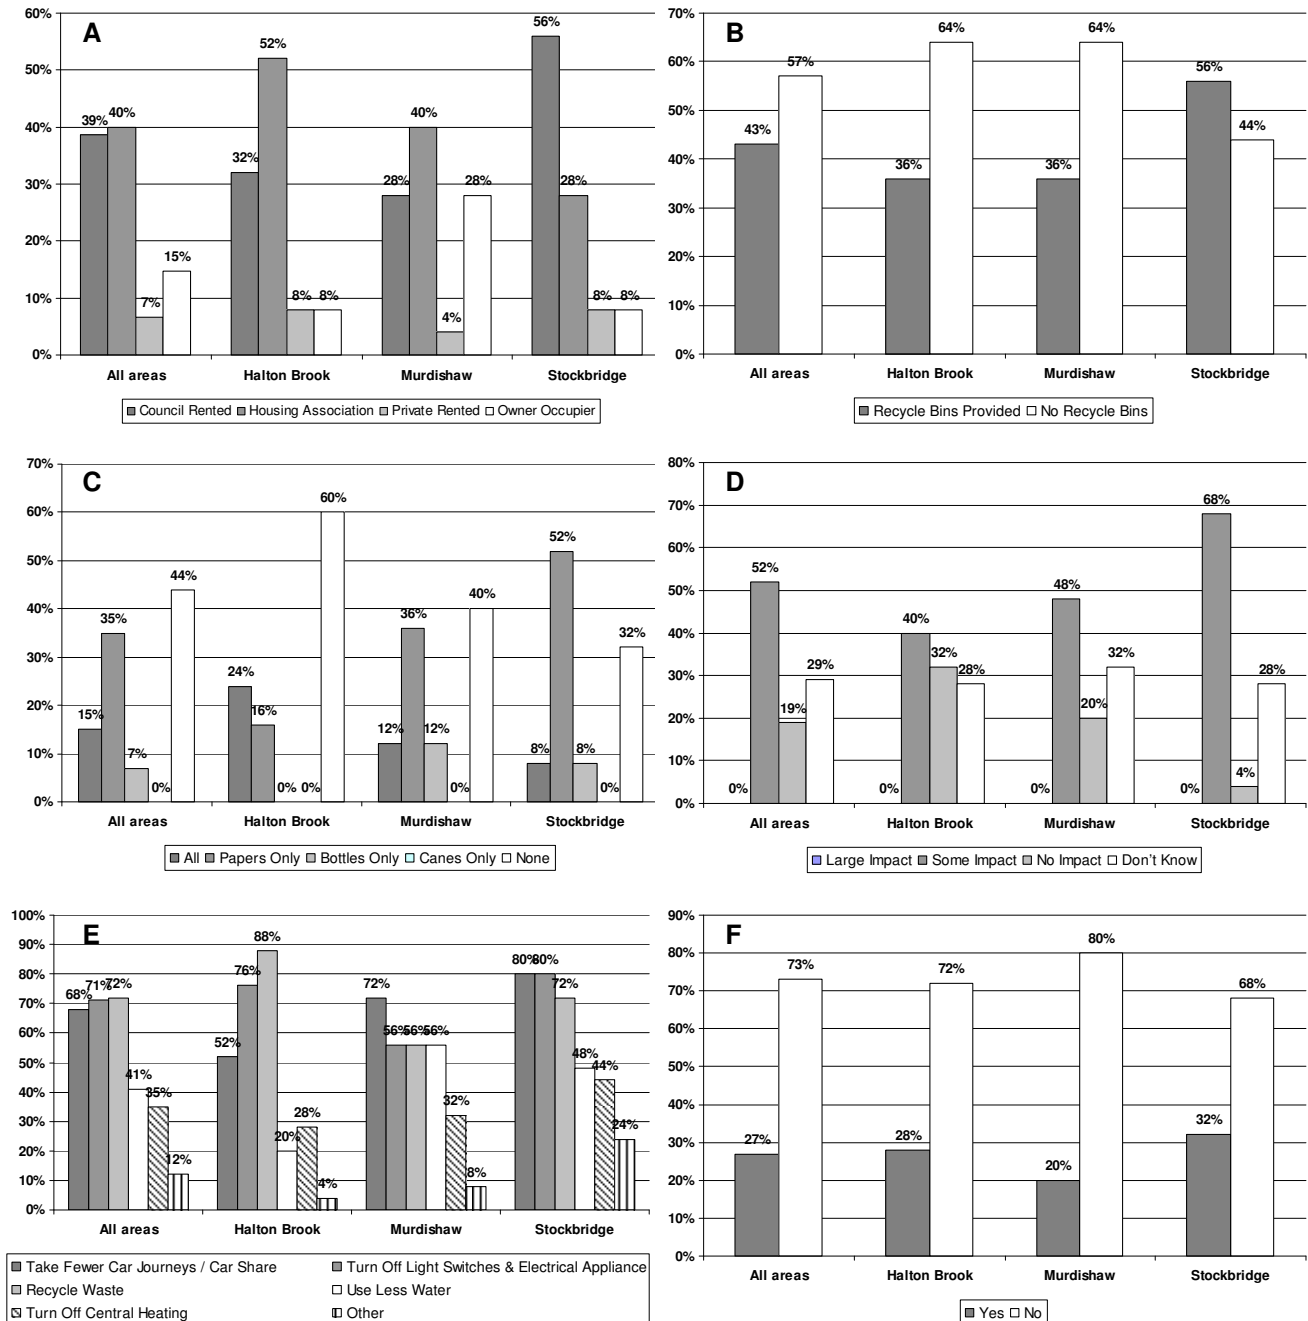 A
60%
50%
40%
30%
20%
10%
0%
39% 40% 7% 15%
32% 52% 8% 8%
28% 40% 4% 28%
56% 28% 8% 8%
All areas Halton Brook Murdishaw Stockbridge
Council Rented Housing Association Private Rented Owner Occupier
B
70%
60%
50%
40%
30%
20%
10%
0%
43% 57%
36% 64%
36% 64%
56% 44%
All areas Halton Brook Murdishaw Stockbridge
Recycle Bins Provided No Recycle Bins
C
70%
60%
50%
40%
30%
20%
10%
0%
15% 35% 7% 0% 44%
24% 16% 0% 0% 60%
12% 36% 12% 0% 40%
8% 52% 8% 0% 32%
All areas Halton Brook Murdishaw Stockbridge
All Papers Only Bottles Only Canes Only None
D
80%
70%
60%
50%
40%
30%
20%
10%
0%
0% 52% 19% 29%
0% 40% 32% 28%
0% 48% 20% 32%
0% 68% 4% 28%
All areas Halton Brook Murdishaw Stockbridge
Large Impact Some Impact No Impact Don't Know
E
100%
90%
80%
70%
60%
50%
40%
30%
20%
10%
0%
68% 71% 72% 41% 35% 12%
52% 76% 88% 20% 28% 4%
72% 56% 56% 56% 32% 8%
80% 80% 72% 48% 44% 24%
All areas Halton Brook Murdishaw Stockbridge
Take Fewer Car Journeys / Car Share Turn Off Light Switches & Electrical Appliance
Recycle Waste Use Less Water
Turn Off Central Heating Other
F
90%
80%
70%
60%
50%
40%
30%
20%
10%
0%
27% 73%
28% 72%
20% 80%
32% 68%
All areas Halton Brook Murdishaw Stockbridge
Yes No